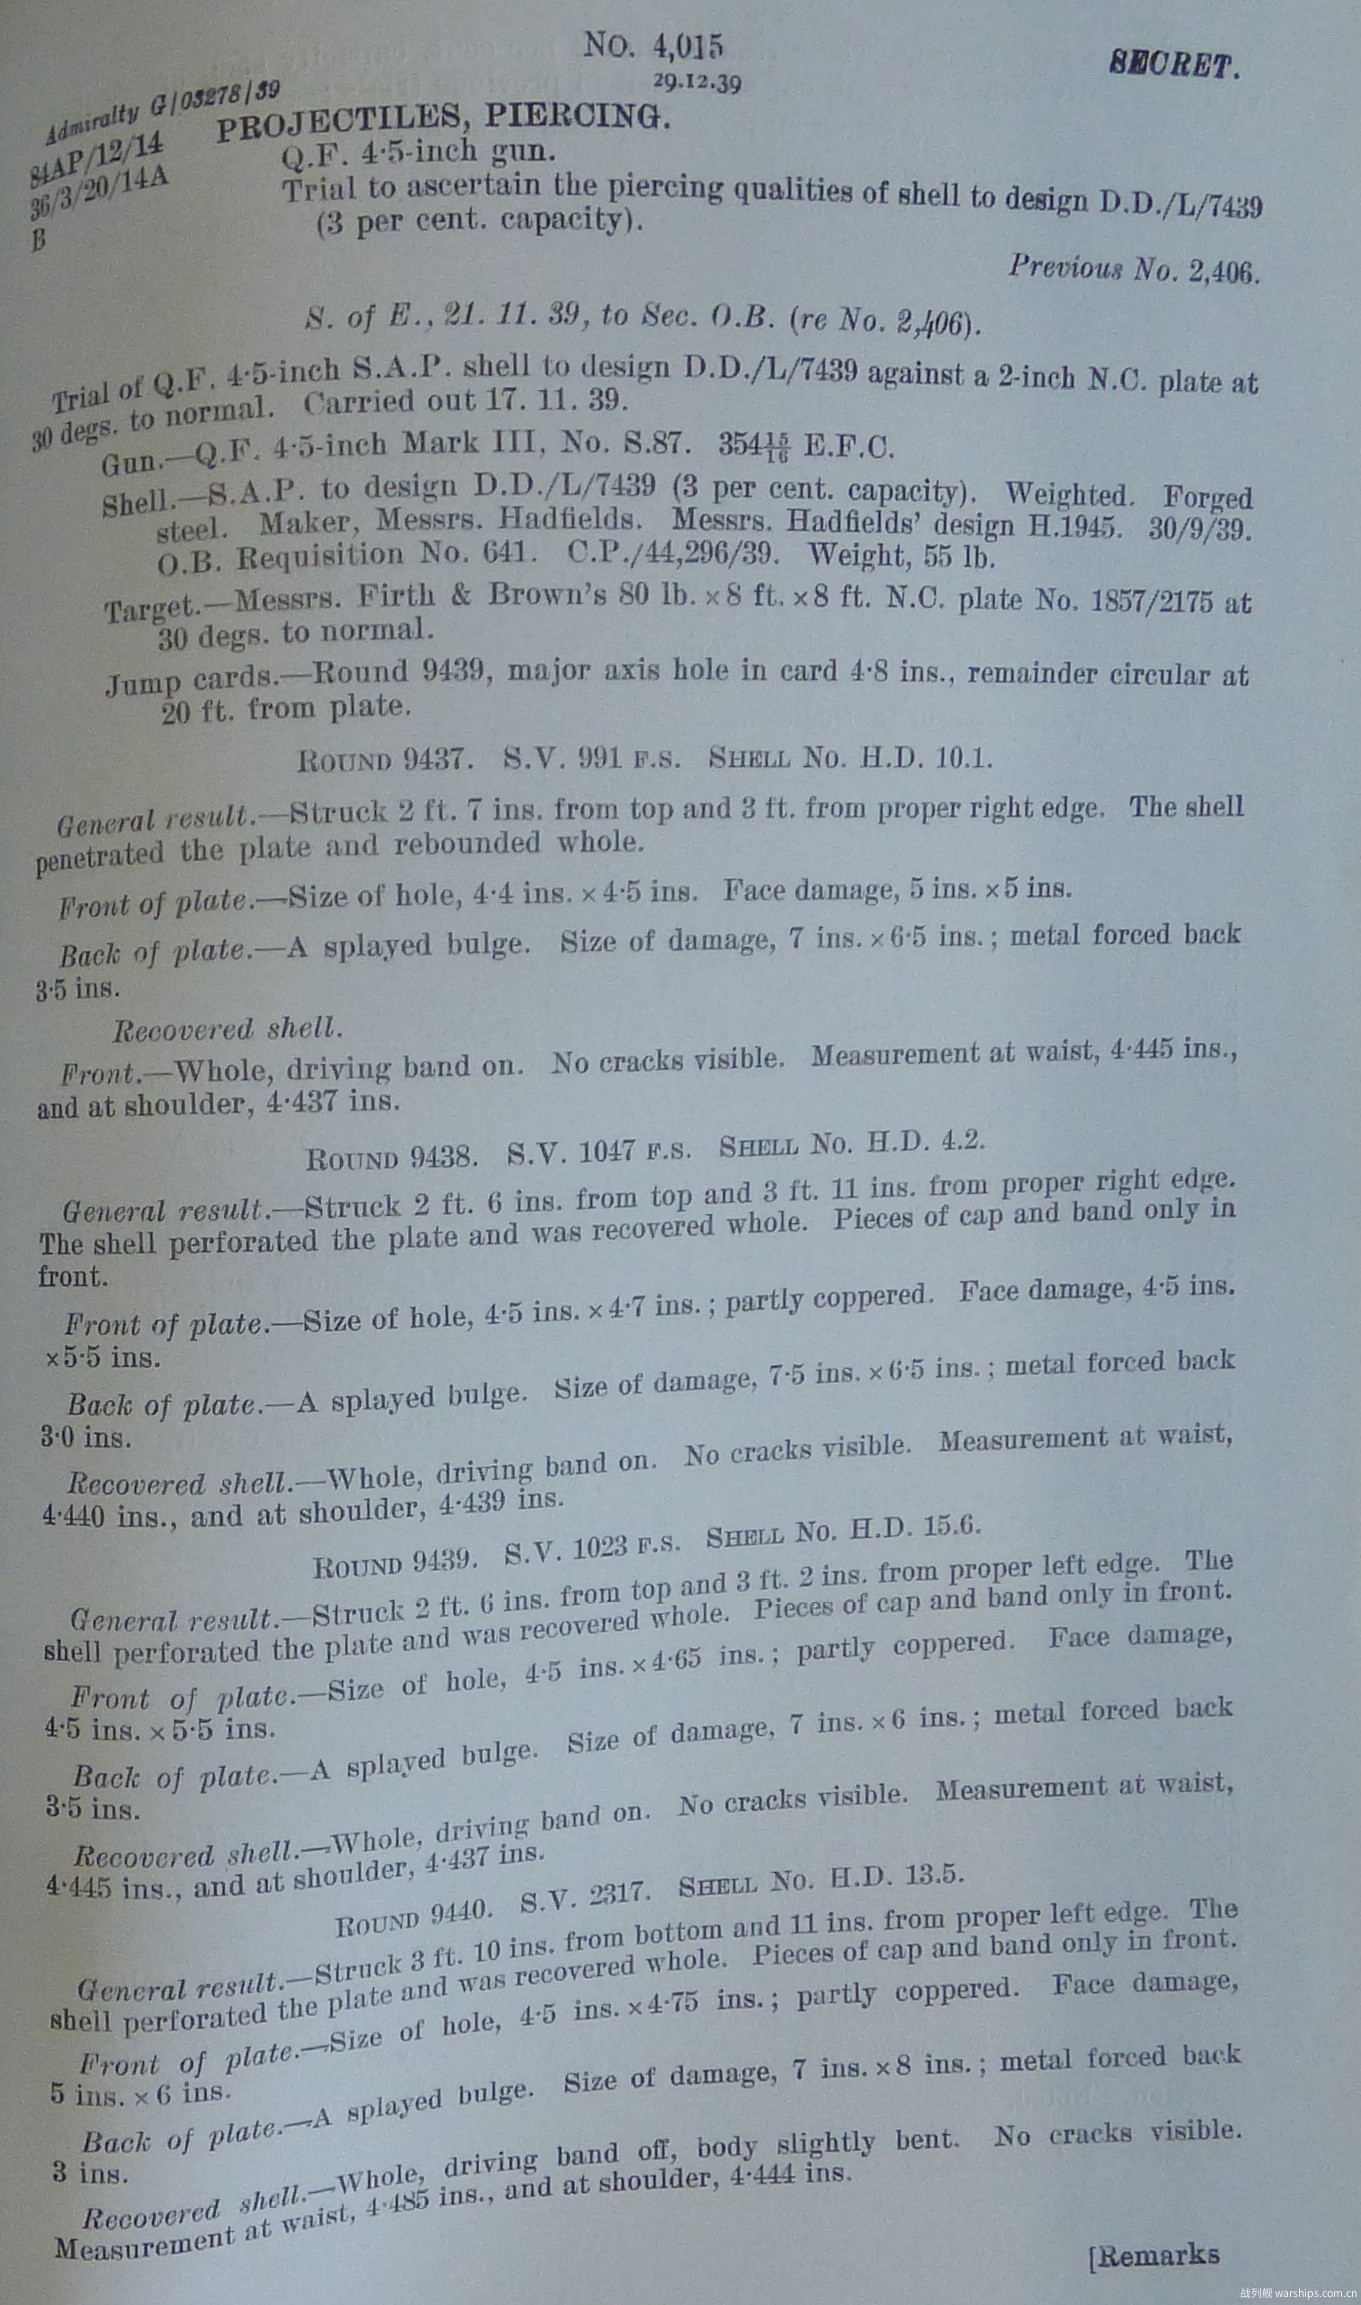 No. 4,015
29.12.39
SECRET.
Admiralty G/03278/39
84AP/12/14
36/3/20/14A
B
PROJECTILES, PIERCING.
Q.F. 4·5-inch gun.
Trial to ascertain the piercing qualities of shell to design D.D./L/7439
(3 per cent. capacity).
Previous No. 2,406.
S. of E., 21. 11. 39, to Sec. O.B. (re No. 2,406).
Trial of Q.F. 4·5-inch S.A.P. shell to design D.D./L/7439 against a 2-inch N.C. plate at
30 degs. to normal. Carried out 17. 11. 39.
Gun.—Q.F. 4·5-inch Mark III, No. S.87. 354 15/16 E.F.C.
Shell.—S.A.P. to design D.D./L/7439 (3 per cent. capacity). Weighted. Forged
steel. Maker, Messrs. Hadfields. Messrs. Hadfields' design H.1945. 30/9/39.
O.B. Requisition No. 641. C.P./44,296/39. Weight, 55 lb.
Target.—Messrs. Firth & Brown's 80 lb. × 8 ft. × 8 ft. N.C. plate No. 1857/2175 at
30 degs. to normal.
Jump cards.—Round 9439, major axis hole in card 4·8 ins., remainder circular at
20 ft. from plate.
ROUND 9437. S.V. 991 F.S. SHELL No. H.D. 10.1.
General result.—Struck 2 ft. 7 ins. from top and 3 ft. from proper right edge. The shell
penetrated the plate and rebounded whole.
Front of plate.—Size of hole, 4·4 ins. × 4·5 ins. Face damage, 5 ins. × 5 ins.
Back of plate.—A splayed bulge. Size of damage, 7 ins. × 6·5 ins.; metal forced back
3·5 ins.
Recovered shell.
Front.—Whole, driving band on. No cracks visible. Measurement at waist, 4·445 ins.,
and at shoulder, 4·437 ins.
ROUND 9438. S.V. 1047 F.S. SHELL No. H.D. 4.2.
General result.—Struck 2 ft. 6 ins. from top and 3 ft. 11 ins. from proper right edge.
The shell perforated the plate and was recovered whole. Pieces of cap and band only in
front.
Front of plate.—Size of hole, 4·5 ins. × 4·7 ins.; partly coppered. Face damage, 4·5 ins.
× 5·5 ins.
Back of plate.—A splayed bulge. Size of damage, 7·5 ins. × 6·5 ins.; metal forced back
3·0 ins.
Recovered shell.—Whole, driving band on. No cracks visible. Measurement at waist,
4·440 ins., and at shoulder, 4·439 ins.
ROUND 9439. S.V. 1023 F.S. SHELL No. H.D. 15.6.
General result.—Struck 2 ft. 6 ins. from top and 3 ft. 2 ins. from proper left edge. The
shell perforated the plate and was recovered whole. Pieces of cap and band only in front.
Front of plate.—Size of hole, 4·5 ins. × 4·65 ins.; partly coppered. Face damage,
4·5 ins. × 5·5 ins.
Back of plate.—A splayed bulge. Size of damage, 7 ins. × 6 ins.; metal forced back
3·5 ins.
Recovered shell.—Whole, driving band on. No cracks visible. Measurement at waist,
4·445 ins., and at shoulder, 4·437 ins.
ROUND 9440. S.V. 2317. SHELL No. H.D. 13.5.
General result.—Struck 3 ft. 10 ins. from bottom and 11 ins. from proper left edge. The
shell perforated the plate and was recovered whole. Pieces of cap and band only in front.
Front of plate.—Size of hole, 4·5 ins. × 4·75 ins.; partly coppered. Face damage,
5 ins. × 6 ins.
Back of plate.—A splayed bulge. Size of damage, 7 ins. × 8 ins.; metal forced back
3 ins.
Recovered shell.—Whole, driving band off, body slightly bent. No cracks visible.
Measurement at waist, 4·485 ins., and at shoulder, 4·444 ins.
[Remarks
战列舰 warships.com.cn